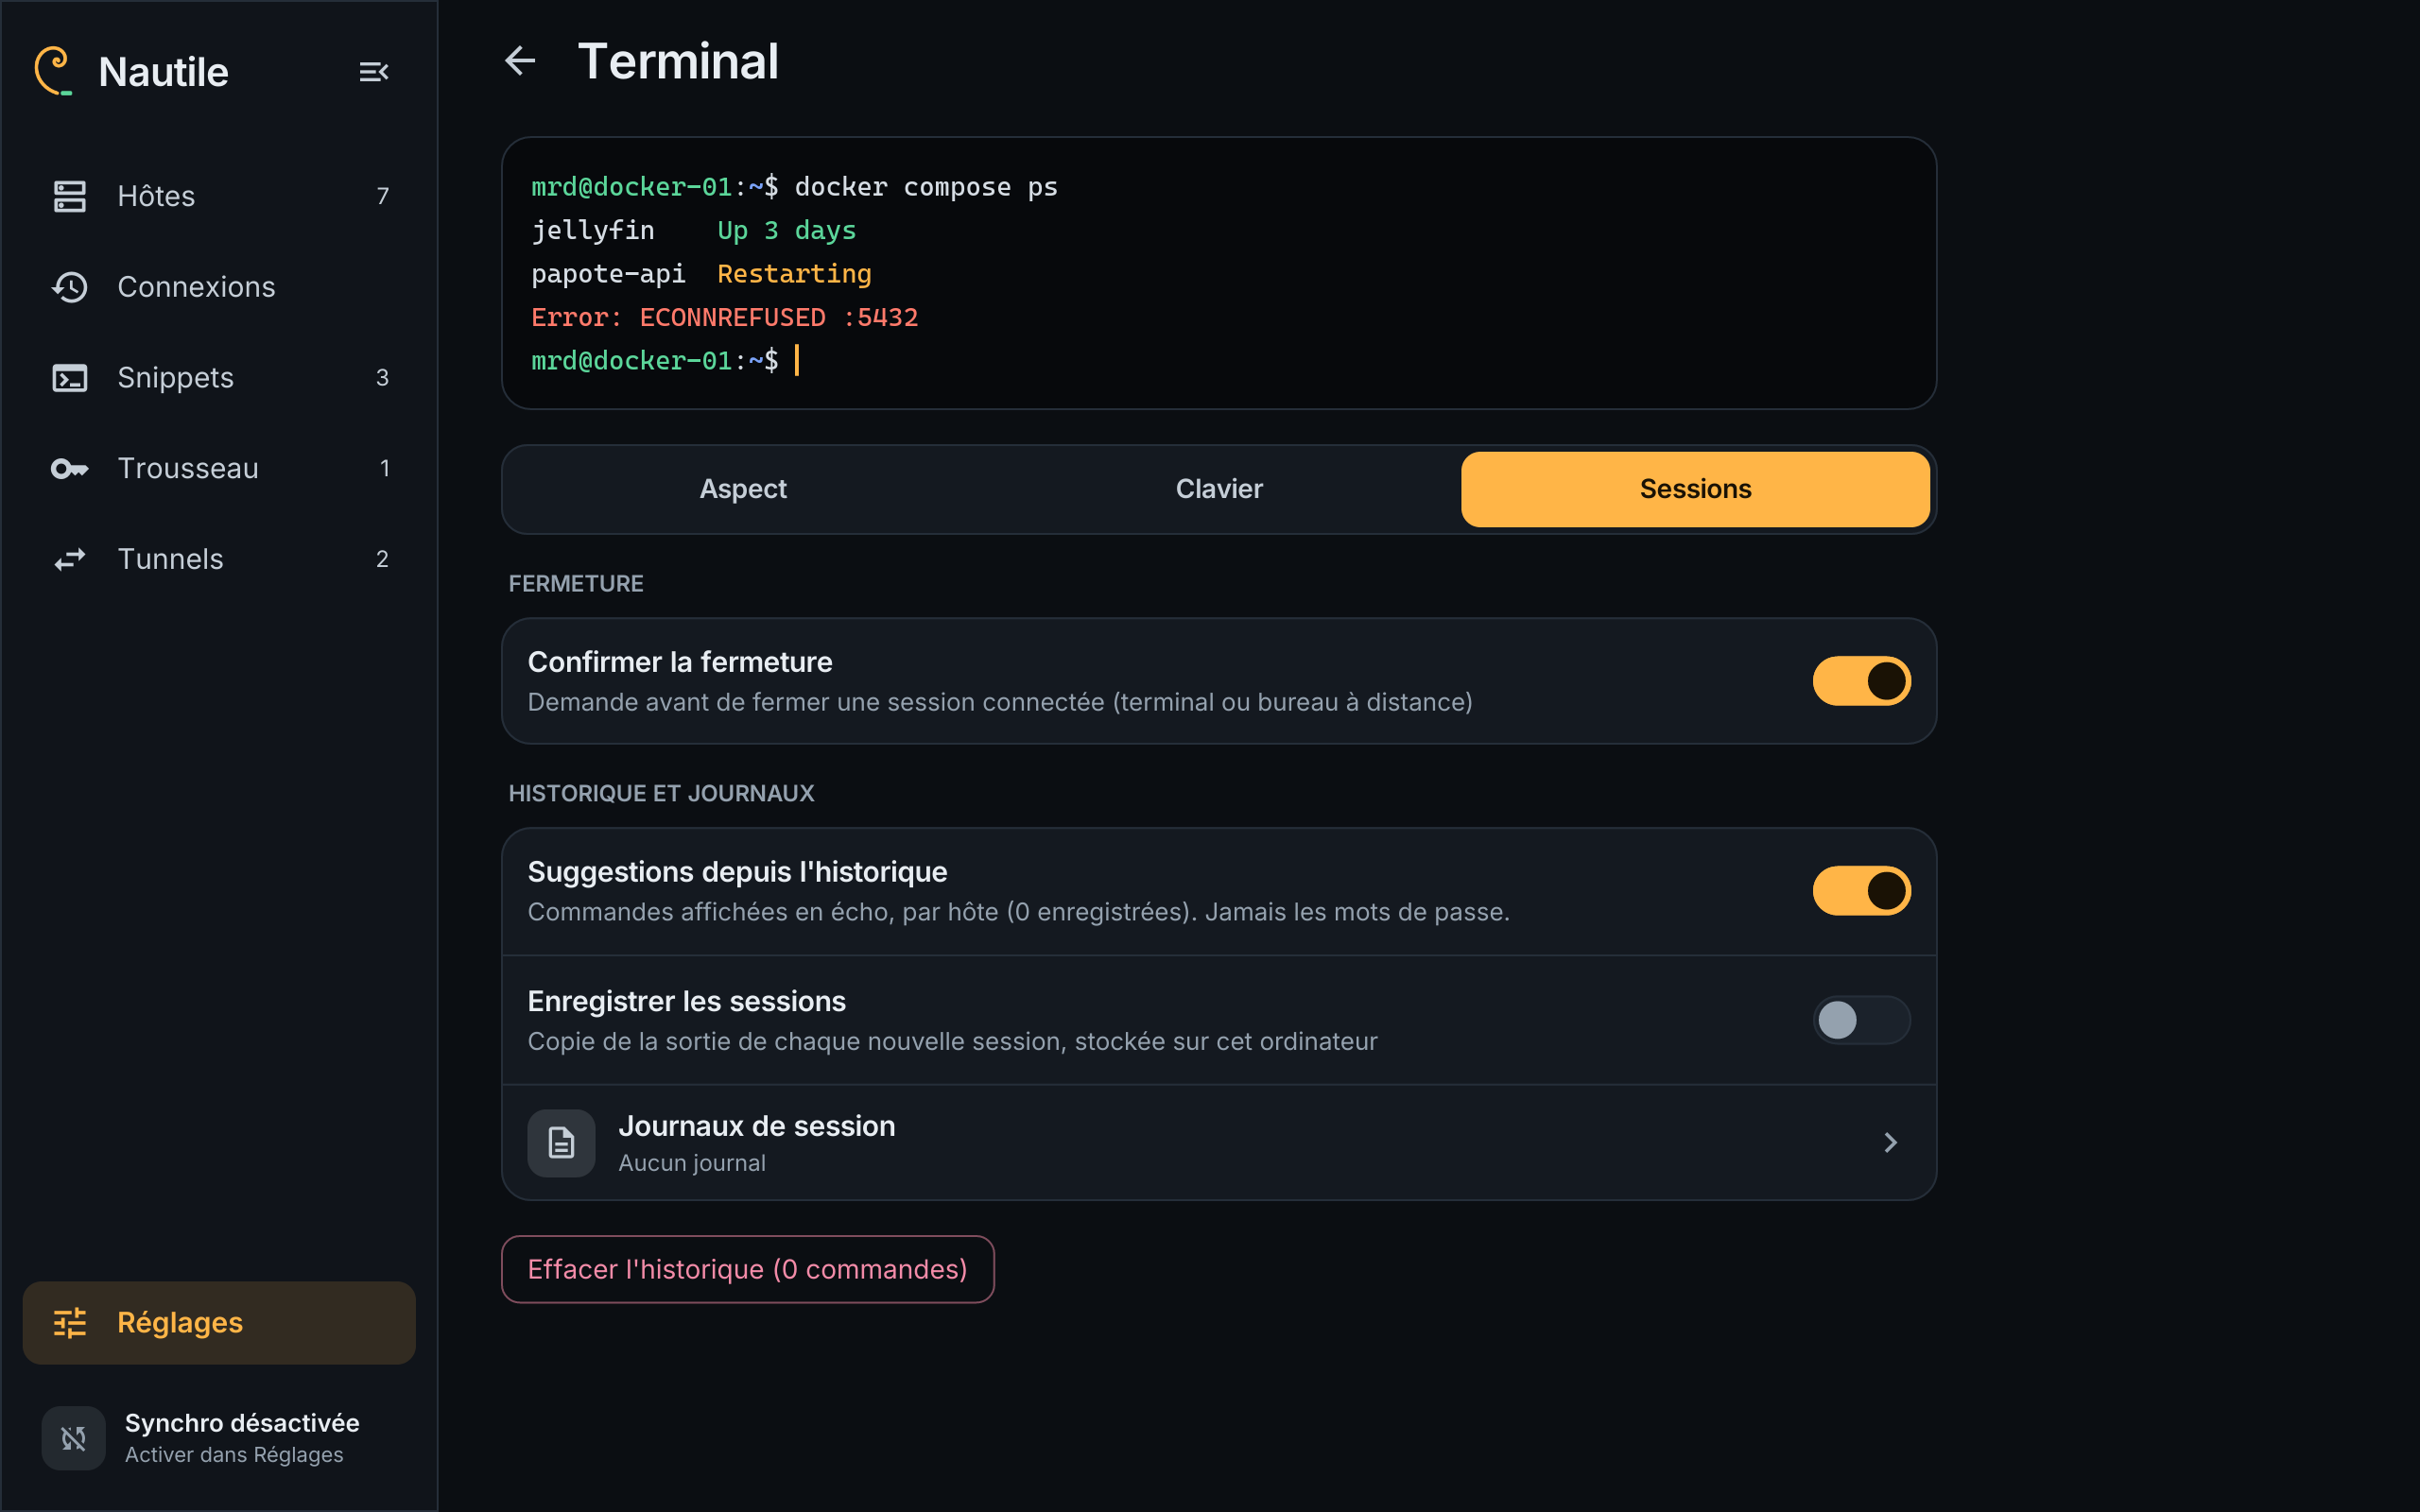 Nautile
Hôtes 7
Connexions
Snippets 3
Trousseau 1
Tunnels 2
Réglages
Synchro désactivée
Activer dans Réglages
Terminal
mrd@docker-01:~$ docker compose ps
jellyfin    Up 3 days
papote-api  Restarting
Error: ECONNREFUSED :5432
mrd@docker-01:~$
Aspect Clavier Sessions
FERMETURE
Confirmer la fermeture
Demande avant de fermer une session connectée (terminal ou bureau à distance)
HISTORIQUE ET JOURNAUX
Suggestions depuis l'historique
Commandes affichées en écho, par hôte (0 enregistrées). Jamais les mots de passe.
Enregistrer les sessions
Copie de la sortie de chaque nouvelle session, stockée sur cet ordinateur
Journaux de session
Aucun journal
Effacer l'historique (0 commandes)